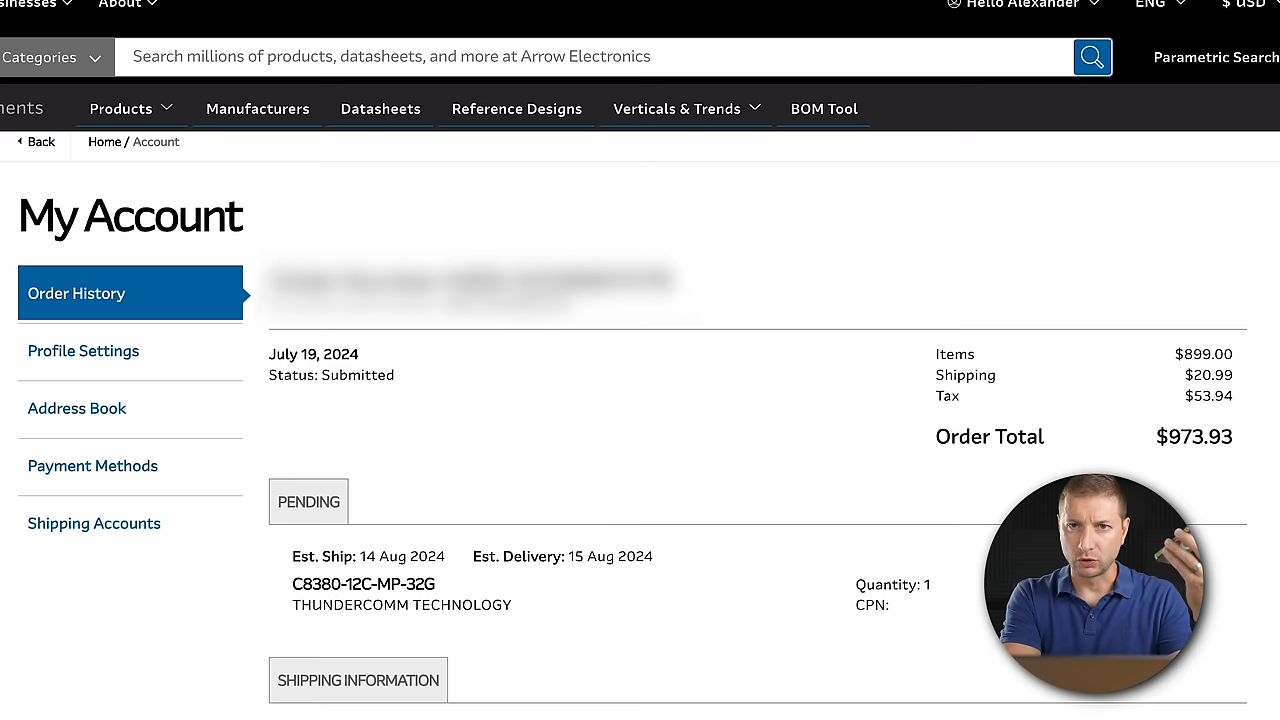 About
Hello Alexander
ENG
$ USD
Categories
Search millions of products, datasheets, and more at Arrow Electronics
Parametric Search
Products
Manufacturers
Datasheets
Reference Designs
Verticals & Trends
BOM Tool
Back
Home / Account
My Account
Order History
Profile Settings
Address Book
Payment Methods
Shipping Accounts
July 19, 2024
Status: Submitted
Items $899.00
Shipping $20.99
Tax $53.94
Order Total $973.93
PENDING
Est. Ship: 14 Aug 2024 Est. Delivery: 15 Aug 2024
C8380-12C-MP-32G
THUNDERCOMM TECHNOLOGY
Quantity: 1
CPN:
SHIPPING INFORMATION